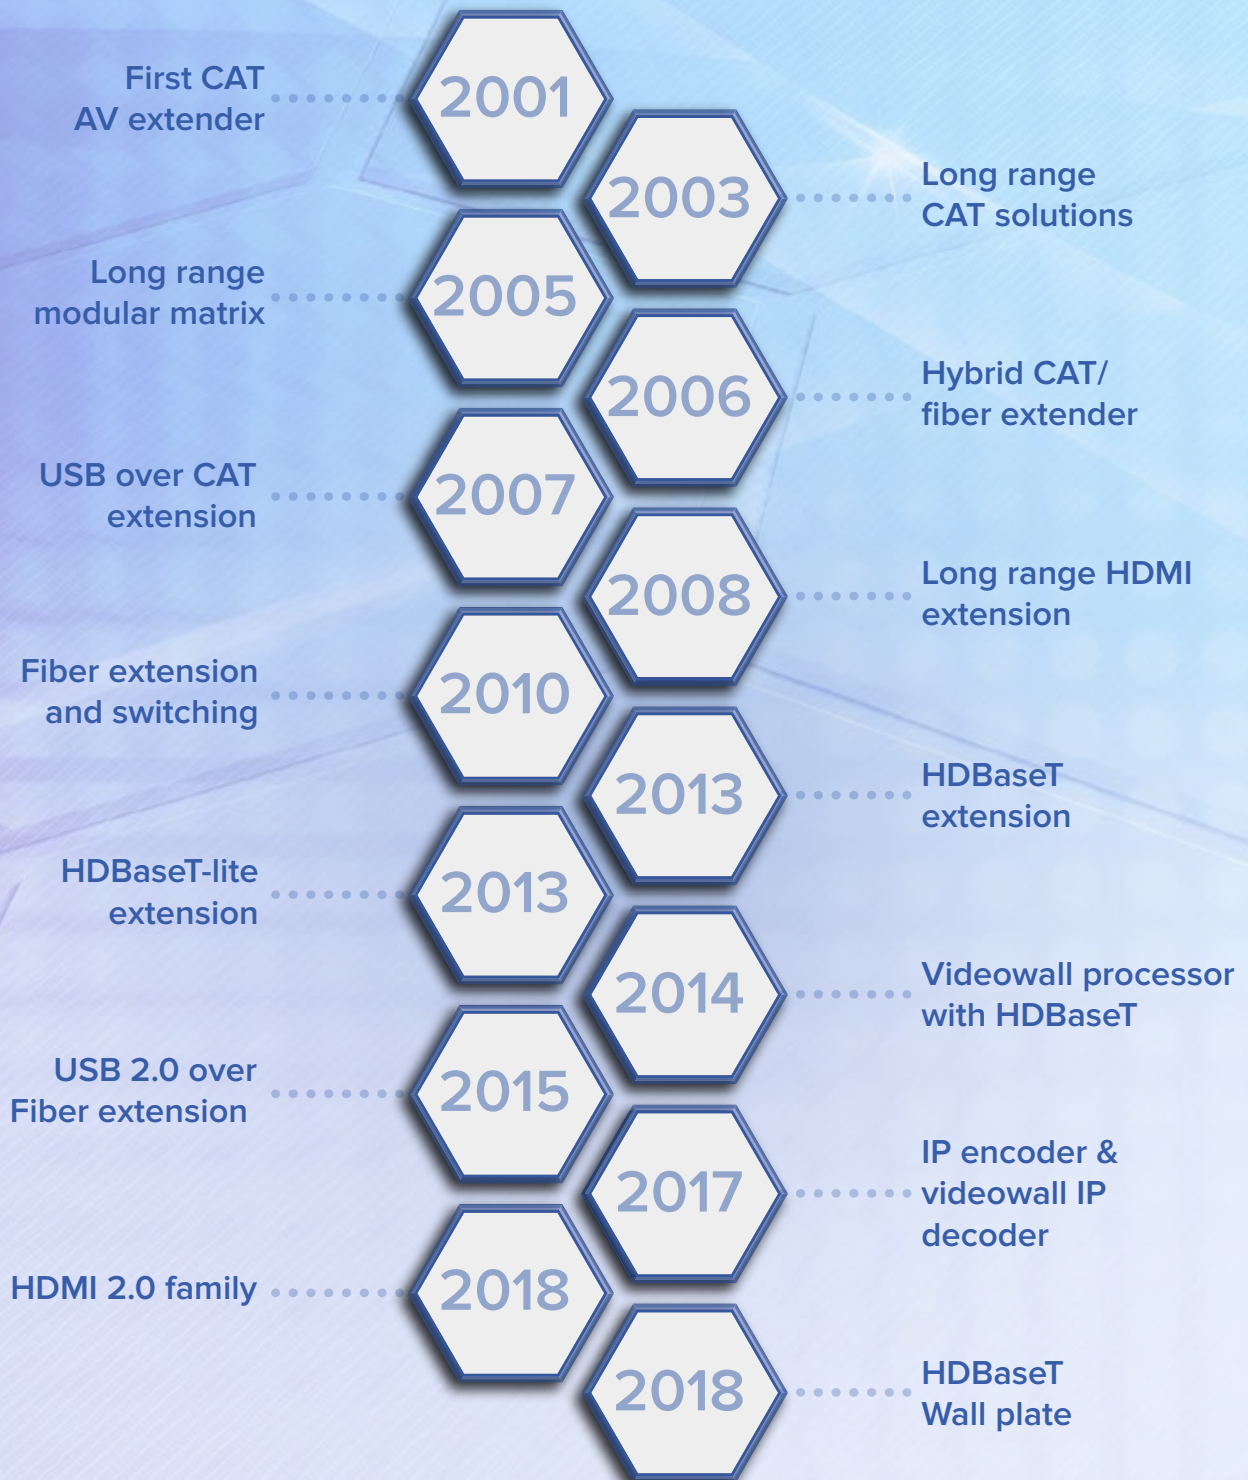 First CAT
AV extender
2001
2003
Long range
CAT solutions
Long range
modular matrix
2005
2006
Hybrid CAT/
fiber extender
USB over CAT
extension
2007
2008
Long range HDMI
extension
Fiber extension
and switching
2010
2013
HDBaseT
extension
HDBaseT-lite
extension
2013
2014
Videowall processor
with HDBaseT
USB 2.0 over
Fiber extension
2015
2017
IP encoder &
videowall IP
decoder
HDMI 2.0 family
2018
2018
HDBaseT
Wall plate